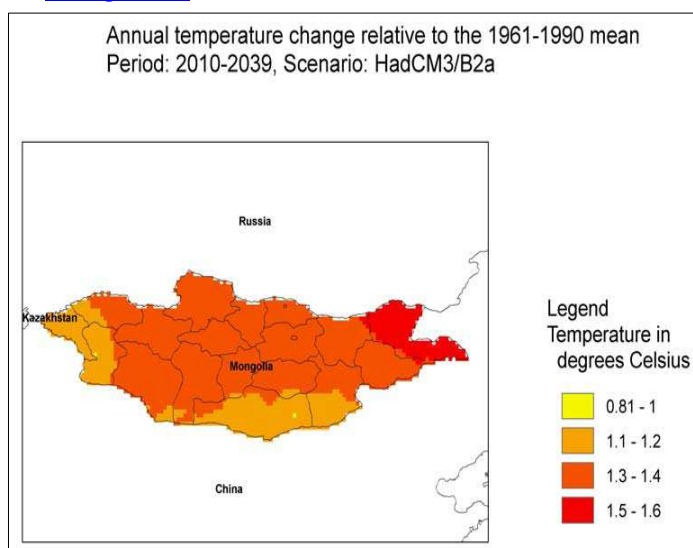 Annual temperature change relative to the 1961-1990 mean
Period: 2010-2039, Scenario: HadCM3/B2a
Russia
Kazakhstan
Mongolia
China
Legend
Temperature in
degrees Celsius
0.81 - 1
1.1 - 1.2
1.3 - 1.4
1.5 - 1.6